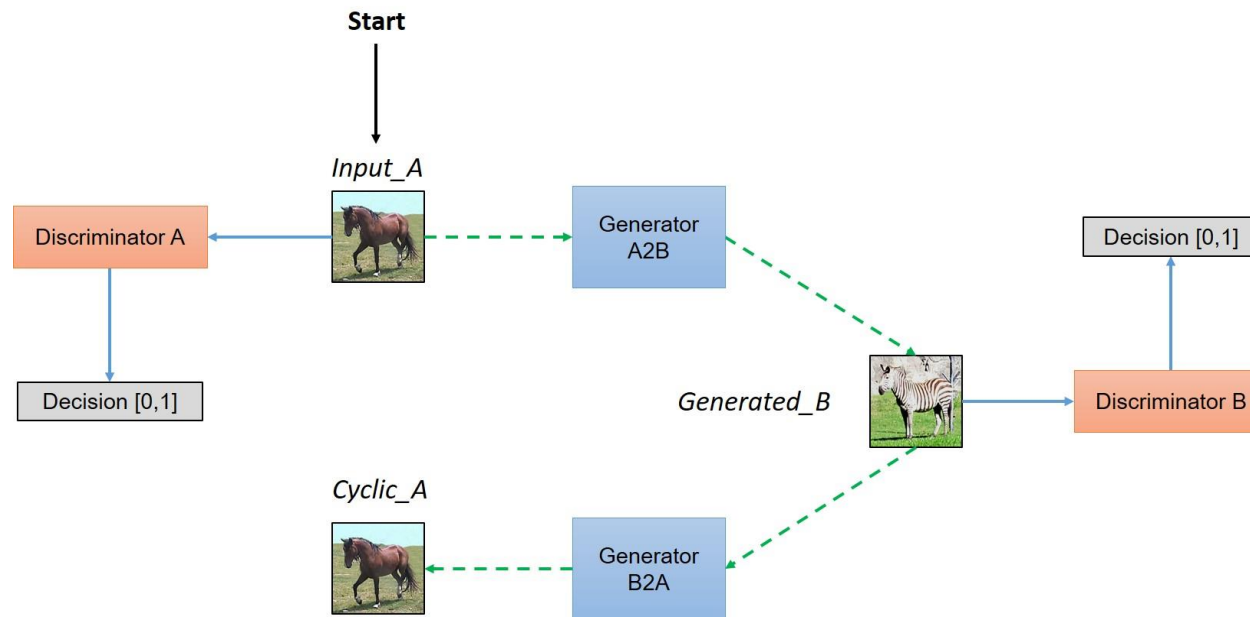 Start
Input_A
Discriminator A
Generator
A2B
Decision [0,1]
Decision [0,1]
Generated_B
Discriminator B
Cyclic_A
Generator
B2A